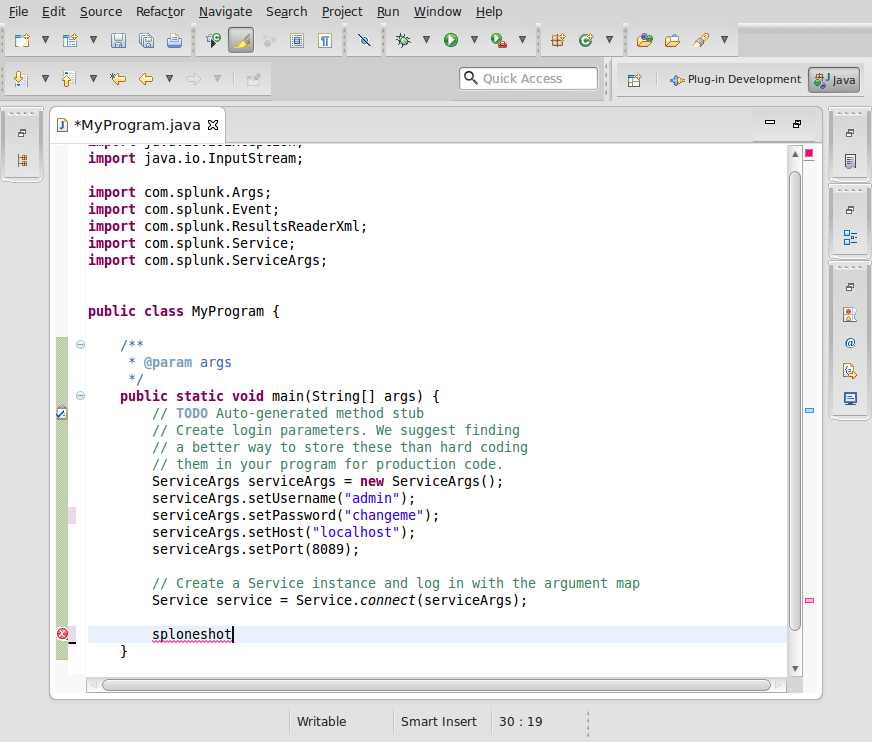 File Edit Source Refactor Navigate Search Project Run Window Help
Quick Access
Plug-in Development
Java
*MyProgram.java
import java.io.InputStream;
import com.splunk.Args;
import com.splunk.Event;
import com.splunk.ResultsReaderXml;
import com.splunk.Service;
import com.splunk.ServiceArgs;
public class MyProgram {
/**
* @param args
*/
public static void main(String[] args) {
// TODO Auto-generated method stub
// Create login parameters. We suggest finding
// a better way to store these than hard coding
// them in your program for production code.
ServiceArgs serviceArgs = new ServiceArgs();
serviceArgs.setUsername("admin");
serviceArgs.setPassword("changeme");
serviceArgs.setHost("localhost");
serviceArgs.setPort(8089);
// Create a Service instance and log in with the argument map
Service service = Service.connect(serviceArgs);
sploneshot
}
Writable Smart Insert 30 : 19